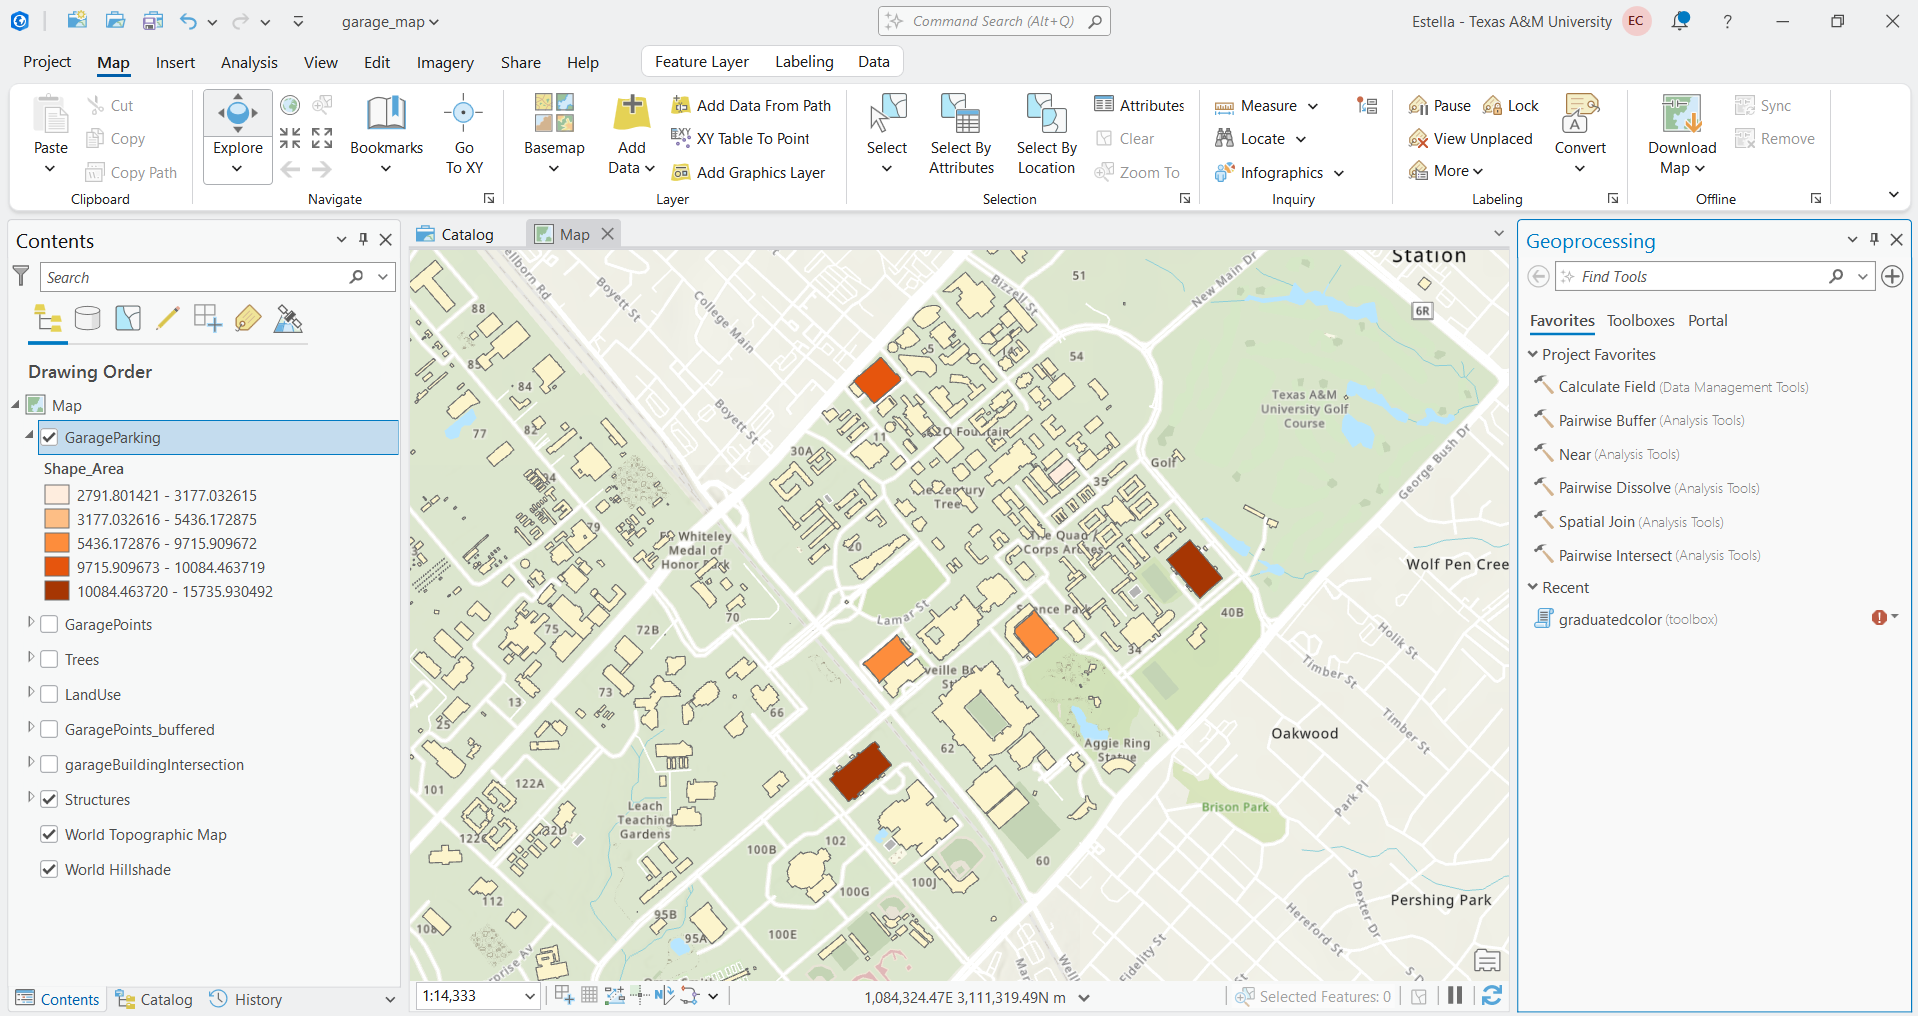 garage_map
Command Search (Alt+Q)
Estella - Texas A&M University
EC
?
Project
Map
Insert
Analysis
View
Edit
Imagery
Share
Help
Feature Layer
Labeling
Data
Paste
Cut
Copy
Copy Path
Clipboard
Explore
Bookmarks
Go
To XY
Navigate
Basemap
Add
Data
Add Data From Path
XY Table To Point
Add Graphics Layer
Layer
Select
Select By
Attributes
Select By
Location
Attributes
Clear
Zoom To
Selection
Measure
Locate
Infographics
Inquiry
Pause
Lock
View Unplaced
More
Convert
Labeling
Download
Map
Sync
Remove
Offline
Contents
Search
Drawing Order
Map
GarageParking
Shape_Area
2791.801421 - 3177.032615
3177.032616 - 5436.172875
5436.172876 - 9715.909672
9715.909673 - 10084.463719
10084.463720 - 15735.930492
GaragePoints
Trees
LandUse
GaragePoints_buffered
garageBuildingIntersection
Structures
World Topographic Map
World Hillshade
Contents
Catalog
History
Catalog
Map
ellborn Rd
Boyett St
College Main
Bizzell St
51
New Main Dr
Station
6R
88
54
84
Boyett St
Texas A&M
University Golf
Course
George Bush Dr
77
82
11
30A
Golf
35
79
Tree
Whiteley
Medal of
Honor
The Quad
Corps
Wolf Pen Cree
20
Lamar St
40B
Holik St
75
72B
70
34
Timber St
73
13
66
Timber St
25
62
Aggie Ring
Statue
Oakwood
101
122A
Leach
Teaching
Gardens
Brison Park
Park Pl
102
100B
60
100J
100G
S Dexter Dr
112
95B
Pershing Park
108
95A
100E
Hereford St
Fidelity St
1:14,333
1,084,324.47E 3,111,319.49N m
Selected Features: 0
Geoprocessing
Find Tools
Favorites
Toolboxes
Portal
Project Favorites
Calculate Field (Data Management Tools)
Pairwise Buffer (Analysis Tools)
Near (Analysis Tools)
Pairwise Dissolve (Analysis Tools)
Spatial Join (Analysis Tools)
Pairwise Intersect (Analysis Tools)
Recent
graduatedcolor (toolbox)